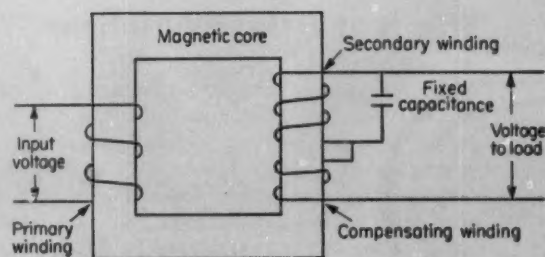 Magnetic core
Secondary winding
Fixed
capacitance
Input
voltage
Voltage
to load
Primary
winding
Compensating winding